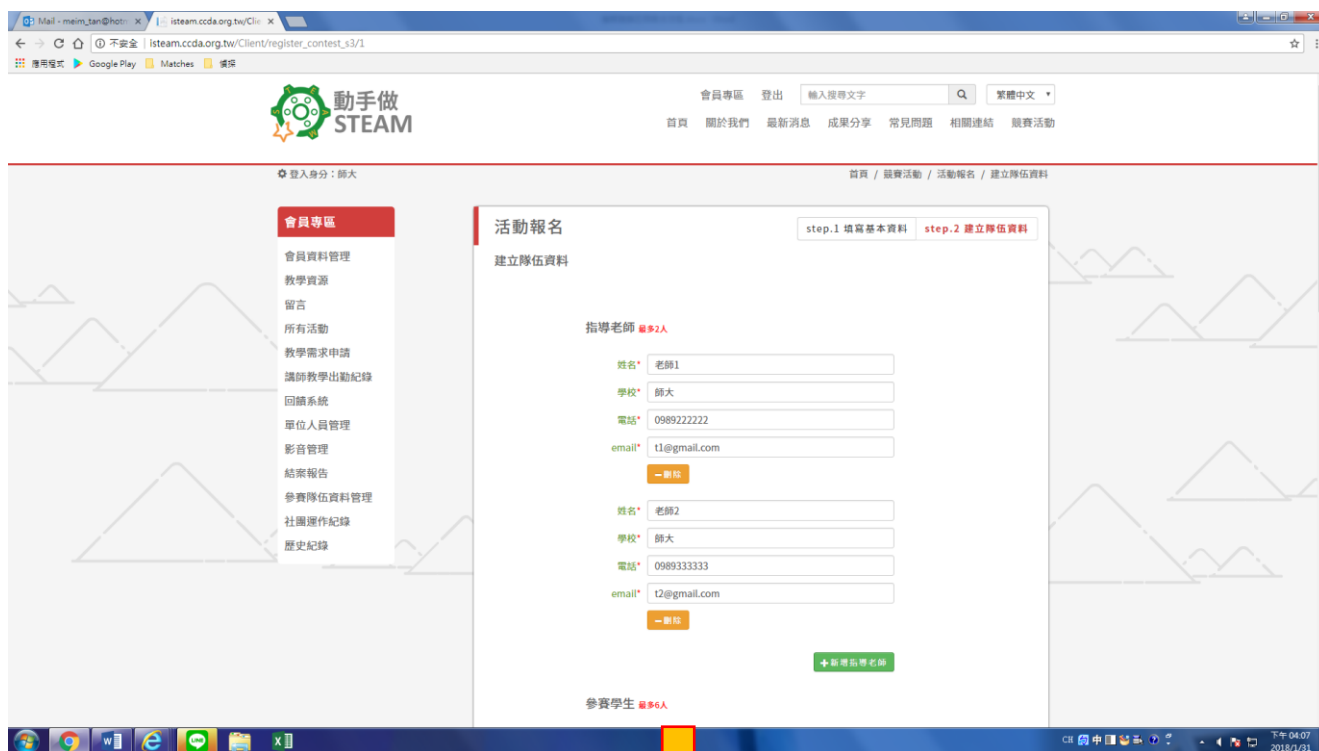 Mail - meim_tan@hotm
isteam.ccda.org.tw/Clie
不安全 | isteam.ccda.org.tw/Client/register_contest_s3/1
應用程式 Google Play Matches 偵探
動手做
STEAM
會員專區 登出 輸入搜尋文字 繁體中文
首頁 關於我們 最新消息 成果分享 常見問題 相關連結 競賽活動
登入身分：師大
首頁 / 競賽活動 / 活動報名 / 建立隊伍資料
會員專區
會員資料管理
教學資源
留言
所有活動
教學需求申請
講師教學出勤紀錄
回饋系統
單位人員管理
影音管理
結案報告
參賽隊伍資料管理
社團運作紀錄
歷史紀錄
活動報名
step.1 填寫基本資料 step.2 建立隊伍資料
建立隊伍資料
指導老師 最多2人
姓名* 老師1
學校* 師大
電話* 0989222222
email* t1@gmail.com
刪除
姓名* 老師2
學校* 師大
電話* 0989333333
email* t2@gmail.com
刪除
新增指導老師
參賽學生 最多6人
LINE
CH 中
下午 04:07
2018/1/31